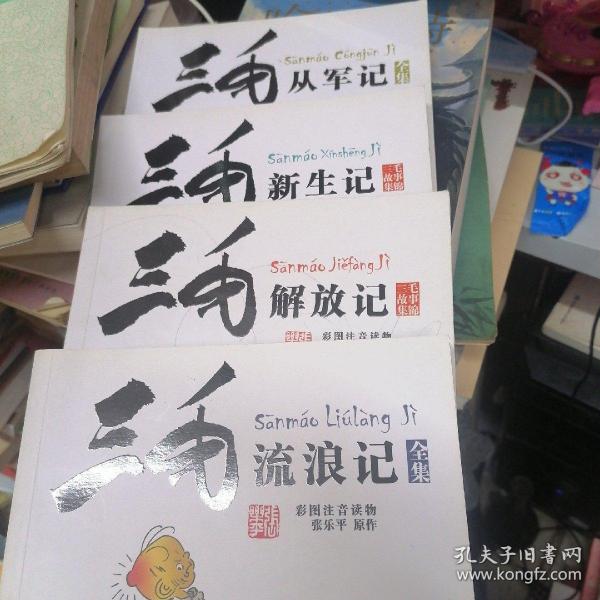 Sānmáo Cóngjūn Jì
三毛从军记
全集
Sānmáo Xīnshēng Jì
三毛新生记
三毛故事集锦
Sānmáo Jiěfàng Jì
三毛解放记
三毛故事集锦
彩图注音读物
Sānmáo Liúlàng Jì
三毛流浪记
全集
彩图注音读物
张乐平 原作
孔夫子旧书网
www.kongfz.com